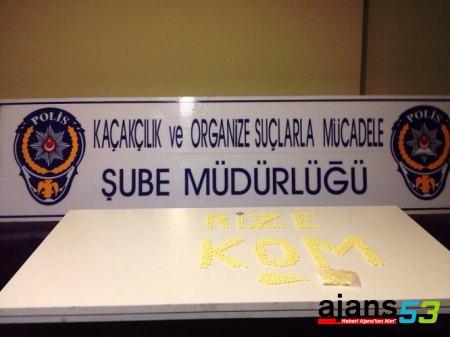 POLİS
POLİS
KAÇAKÇILIK ve ORGANİZE SUÇLARLA MÜCADELE
ŞUBE MÜDÜRLÜĞÜ
RİZE
KOM
ajans53
"Haberi Ajans'tan Alın"